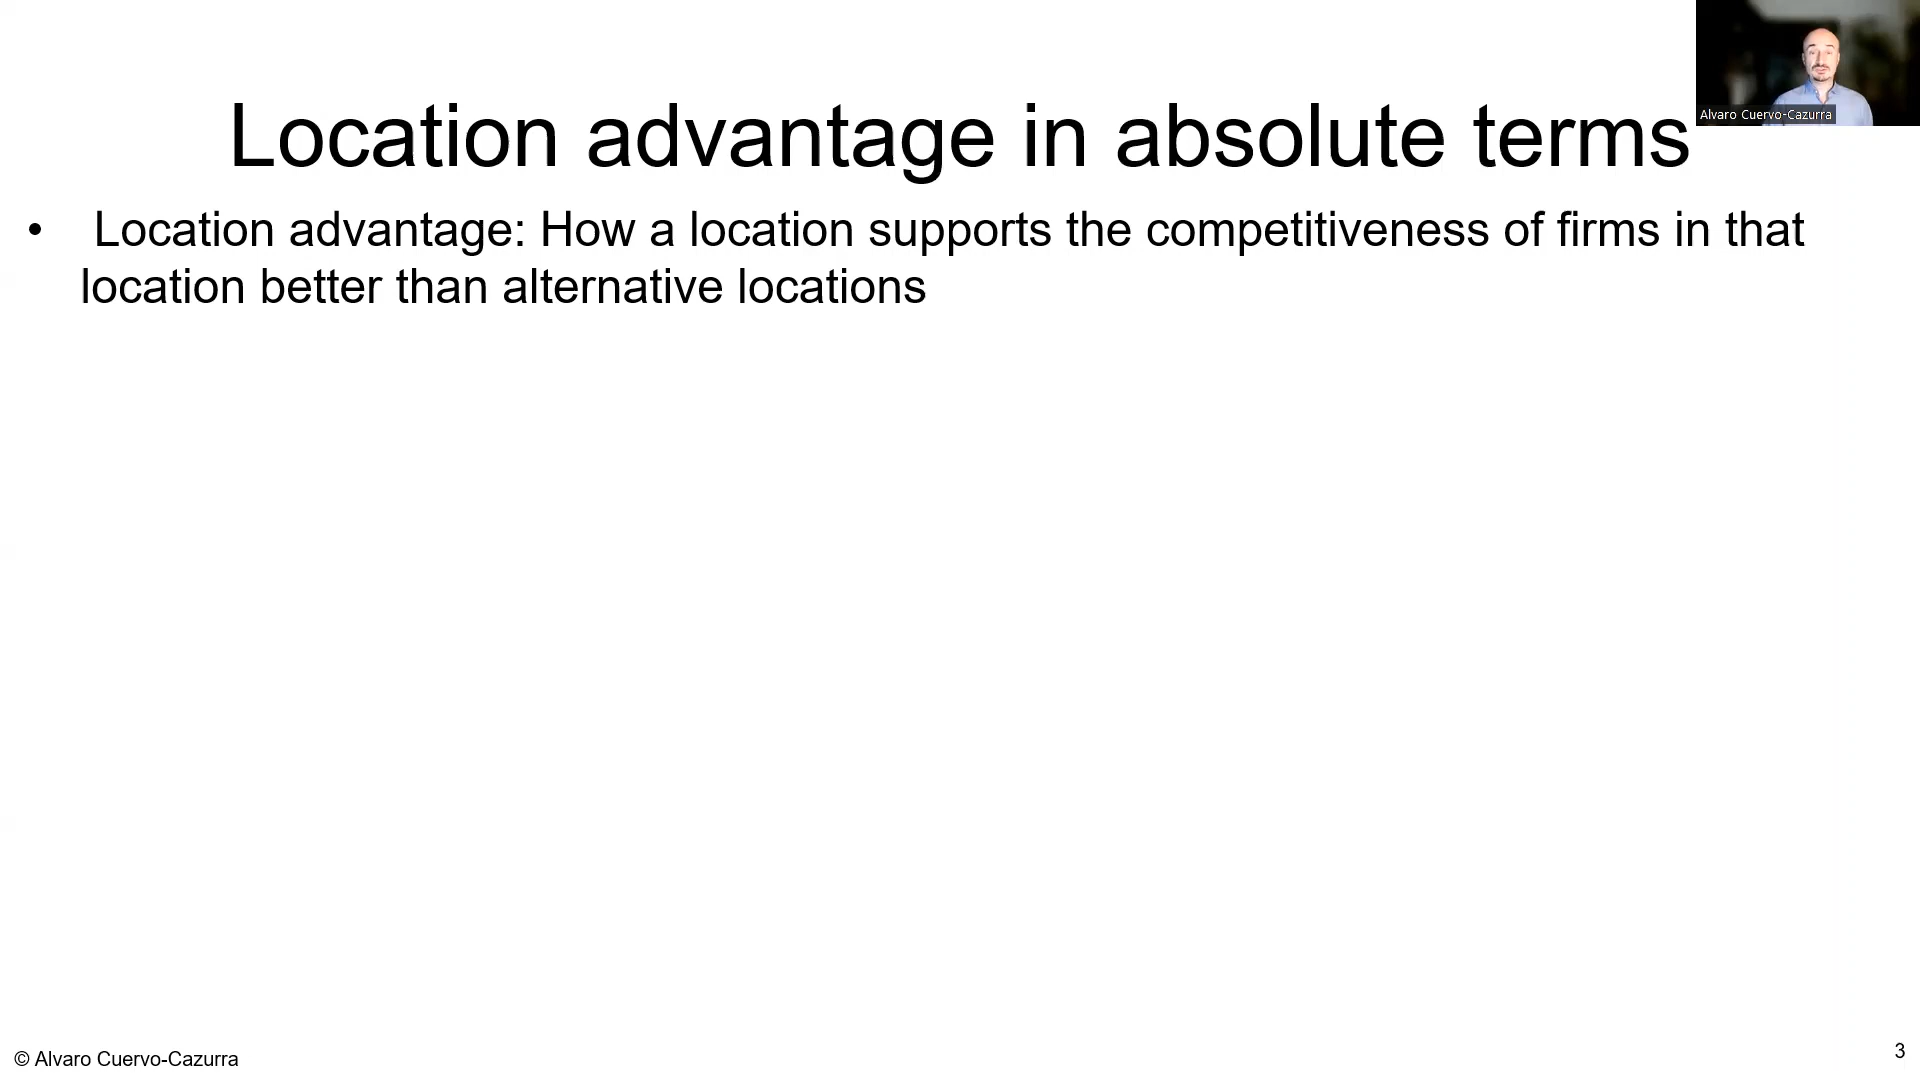 Alvaro Cuervo-Cazurra
Location advantage in absolute terms
• Location advantage: How a location supports the competitiveness of firms in that
location better than alternative locations
© Alvaro Cuervo-Cazurra
3